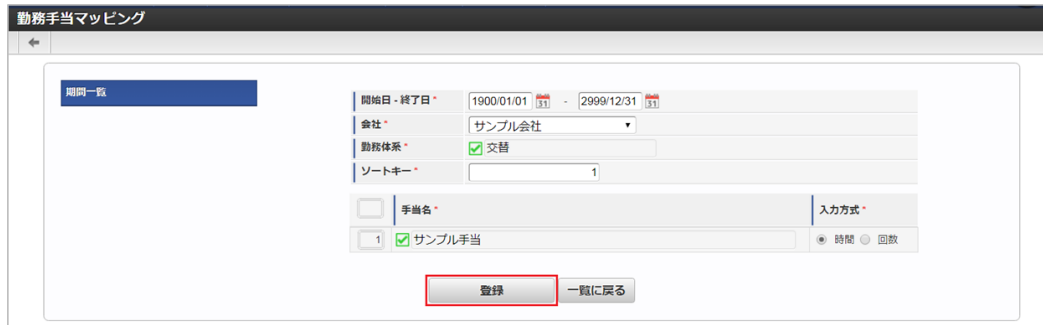 勤務手当マッピング
期間一覧
開始日 - 終了日 * 1900/01/01 31 - 2999/12/31 31
会社 * サンプル会社
勤務体系 * 交替
ソートキー * 1
手当名 * 入力方式 *
1 サンプル手当 時間 回数
登録 一覧に戻る